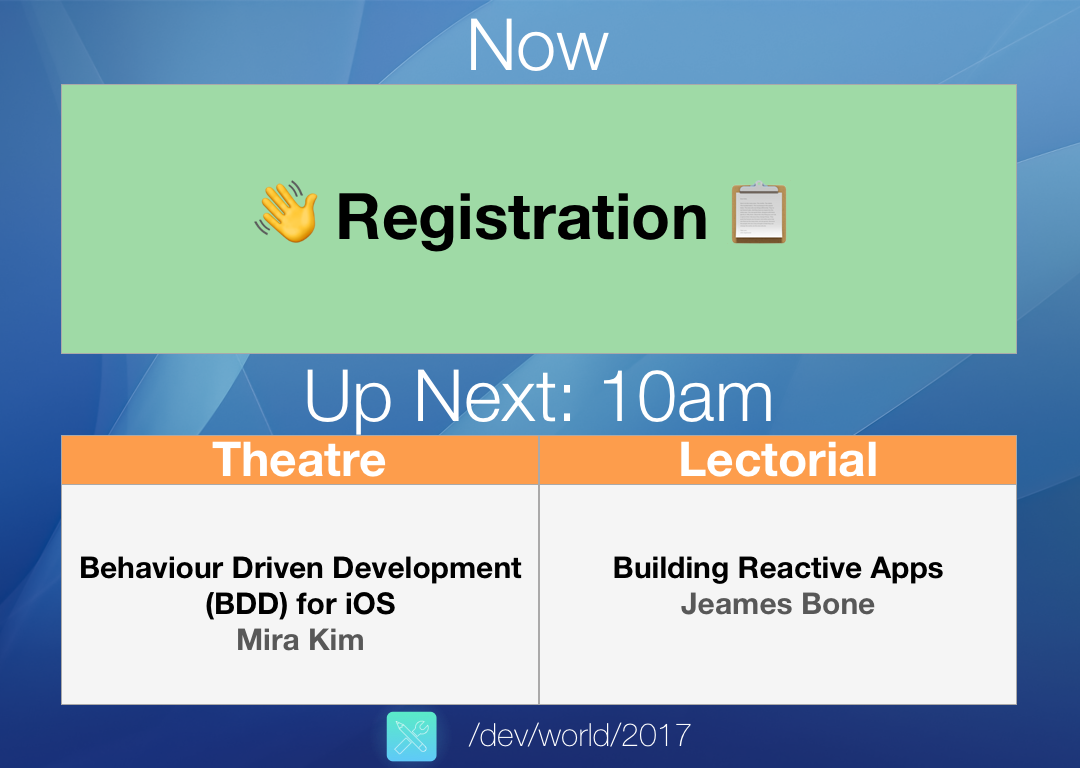 Now
👋 Registration 📋
Up Next: 10am
Theatre
Lectorial
Behaviour Driven Development
(BDD) for iOS
Mira Kim
Building Reactive Apps
Jeames Bone
/dev/world/2017